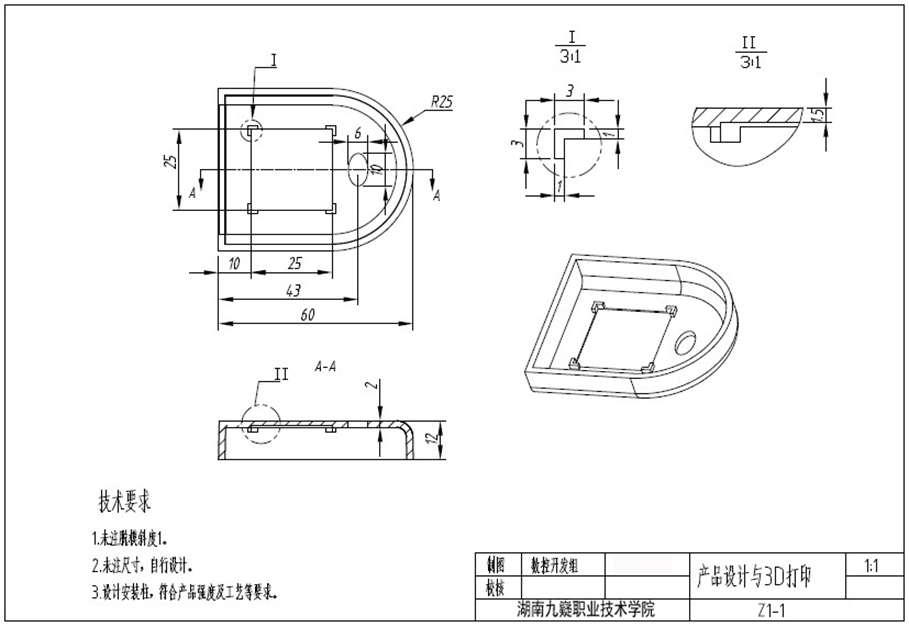 I
R25
6
10
25
A
A
10
25
43
60
I
3:1
3
3
1
1
II
3:1
1.5
II
A-A
2
12
技术要求
1.未注脱模斜度1。
2.未注尺寸，自行设计。
3.设计安装柱，符合产品强度及工艺等要求。
制图 数控开发组 产品设计与3D打印 1:1
校核
湖南九嶷职业技术学院 Z1-1